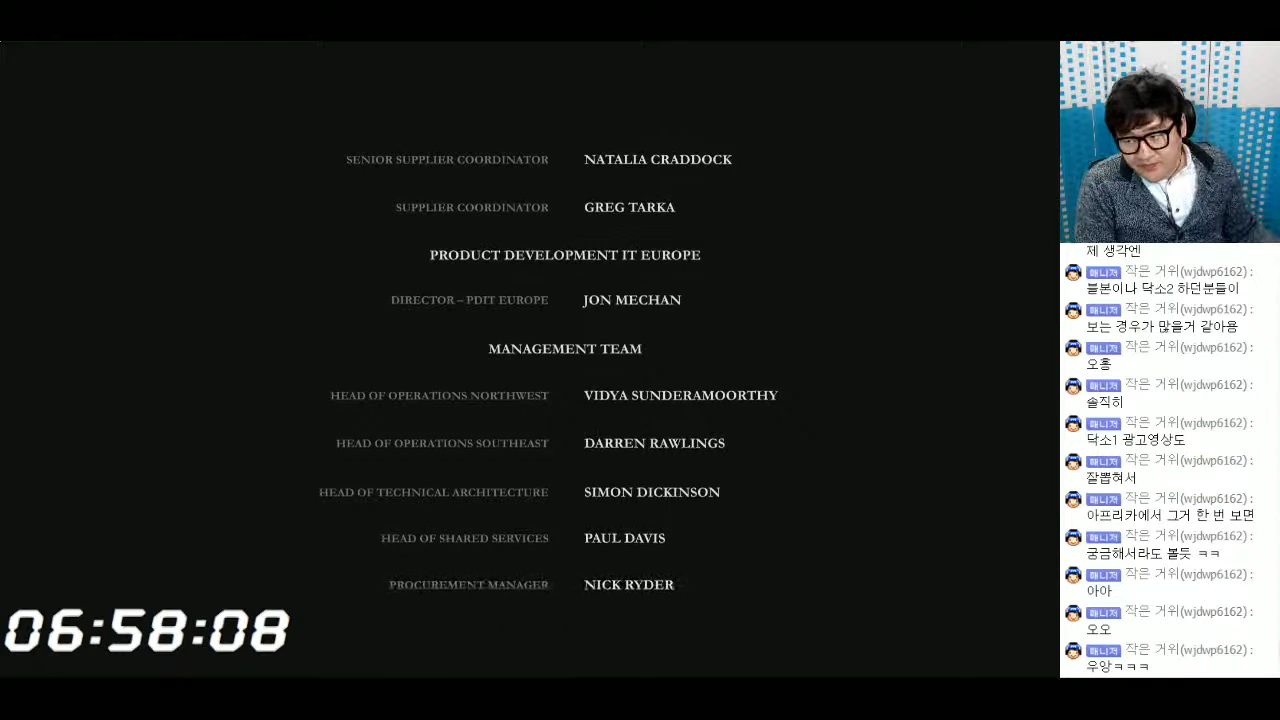 SENIOR SUPPLIER COORDINATOR NATALIA CRADDOCK
SUPPLIER COORDINATOR GREG TARKA
PRODUCT DEVELOPMENT IT EUROPE
DIRECTOR – PDIT EUROPE JON MECHAN
MANAGEMENT TEAM
HEAD OF OPERATIONS NORTHWEST VIDYA SUNDERAMOORTHY
HEAD OF OPERATIONS SOUTHEAST DARREN RAWLINGS
HEAD OF TECHNICAL ARCHITECTURE SIMON DICKINSON
HEAD OF SHARED SERVICES PAUL DAVIS
PROCUREMENT MANAGER NICK RYDER
06:58:08
제 생각엔
매니저 작은 거위(wjdwp6162) :
블본이나 닥소2 하던분들이
매니저 작은 거위(wjdwp6162) :
보는 경우가 많을거 같아용
매니저 작은 거위(wjdwp6162) :
오홍
매니저 작은 거위(wjdwp6162) :
솔직히
매니저 작은 거위(wjdwp6162) :
닥소1 광고영상도
매니저 작은 거위(wjdwp6162) :
잘뽑혀서
매니저 작은 거위(wjdwp6162) :
아프리카에서 그거 한 번 보면
매니저 작은 거위(wjdwp6162) :
궁금해서라도 볼듯 ㅋㅋ
매니저 작은 거위(wjdwp6162) :
아아
매니저 작은 거위(wjdwp6162) :
오오
매니저 작은 거위(wjdwp6162) :
우앙ㅋㅋㅋ